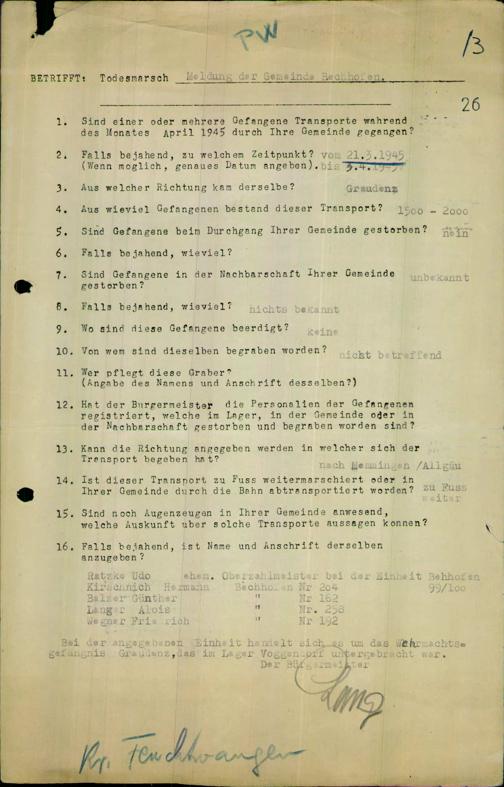 PW
13
BETRIFFT: Todesmarsch Meldung der Gemeinde Bechhofen.
26
1. Sind einer oder mehrere Gefangene Transporte wahrend
des Monates April 1945 durch Ihre Gemeinde gegangen?
2. Falls bejahend, zu welchem Zeitpunkt? vom 21.3.1945
(Wenn moglich, genaues Datum angeben).bis 3.4.1945
3. Aus welcher Richtung kam derselbe? Graudenz
4. Aus wieviel Gefangenen bestand dieser Transport? 1500 - 2000
5. Sind Gefangene beim Durchgang Ihrer Gemeinde gestorben? nein
6. Falls bejahend, wieviel?
7. Sind Gefangene in der Nachbarschaft Ihrer Gemeinde unbekannt
gestorben?
8. Falls bejahend, wieviel? nichts bekannt
9. Wo sind diese Gefangene beerdigt? keine
10. Von wem sind dieselben begraben worden? nicht betreffend
11. Wer pflegt diese Graber?
(Angabe des Namens und Anschrift desselben?)
12. Hat der Burgermeister die Personalien der Gefangenen
registriert, welche im Lager, in der Gemeinde oder in
der Nachbarschaft gestorben und begraben worden sind?
13. Kann die Richtung angegeben werden in welcher sich der
Transport begeben hat?
nach Memmingen /Allgäu
14. Ist dieser Transport zu Fuss weitermarschiert oder in
Ihrer Gemeinde durch die Bahn abtransportiert worden? zu Fuss
weiter
15. Sind noch Augenzeugen in Ihrer Gemeinde anwesend,
welche Auskunft uber solche Transporte aussagen konnen?
16. Falls bejahend, ist Name und Anschrift derselben
anzugeben?
Ratzke Udo ehem. Oberzahlmeister bei der Einheit Behhofen
Kirschnich Hermann Bechhofen Nr 204 99/100
Balzer Günther " Nr 162
Langer Alois " Nr. 258
Wegner Friedrich " Nr 192
Bei der angegebenen Einheit handelt sich es um das Wehrmachts=
gefängnis Graudenz,das im Lager Voggendorf untergebracht war.
Der Bürgermeister
Lang
Kr. Feuchtwangen